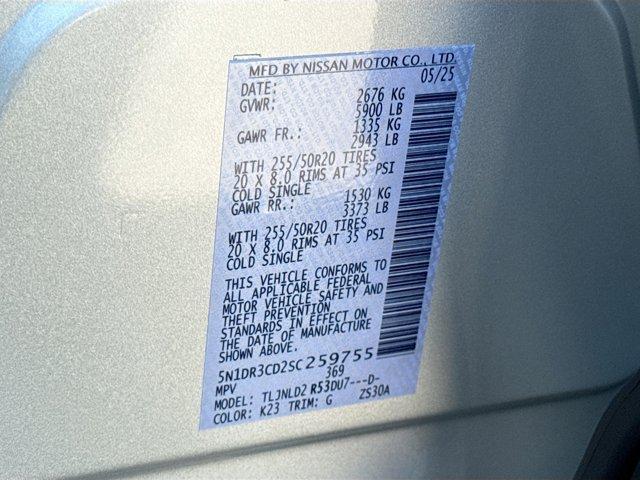 MFD BY NISSAN MOTOR CO., LTD.
DATE: 05/25
GVWR: 2676 KG
5900 LB
GAWR FR.: 1335 KG
2943 LB
WITH 255/50R20 TIRES
20 X 8.0 RIMS AT 35 PSI
COLD SINGLE
GAWR RR.: 1530 KG
3373 LB
WITH 255/50R20 TIRES
20 X 8.0 RIMS AT 35 PSI
COLD SINGLE
THIS VEHICLE CONFORMS TO
ALL APPLICABLE FEDERAL
MOTOR VEHICLE SAFETY AND
THEFT PREVENTION
STANDARDS IN EFFECT ON
THE DATE OF MANUFACTURE
SHOWN ABOVE.
5N1DR3CD2SC259755
MPV 369
MODEL: TLJNLD2 R53DU7---D-
COLOR: K23 TRIM: G ZS30A